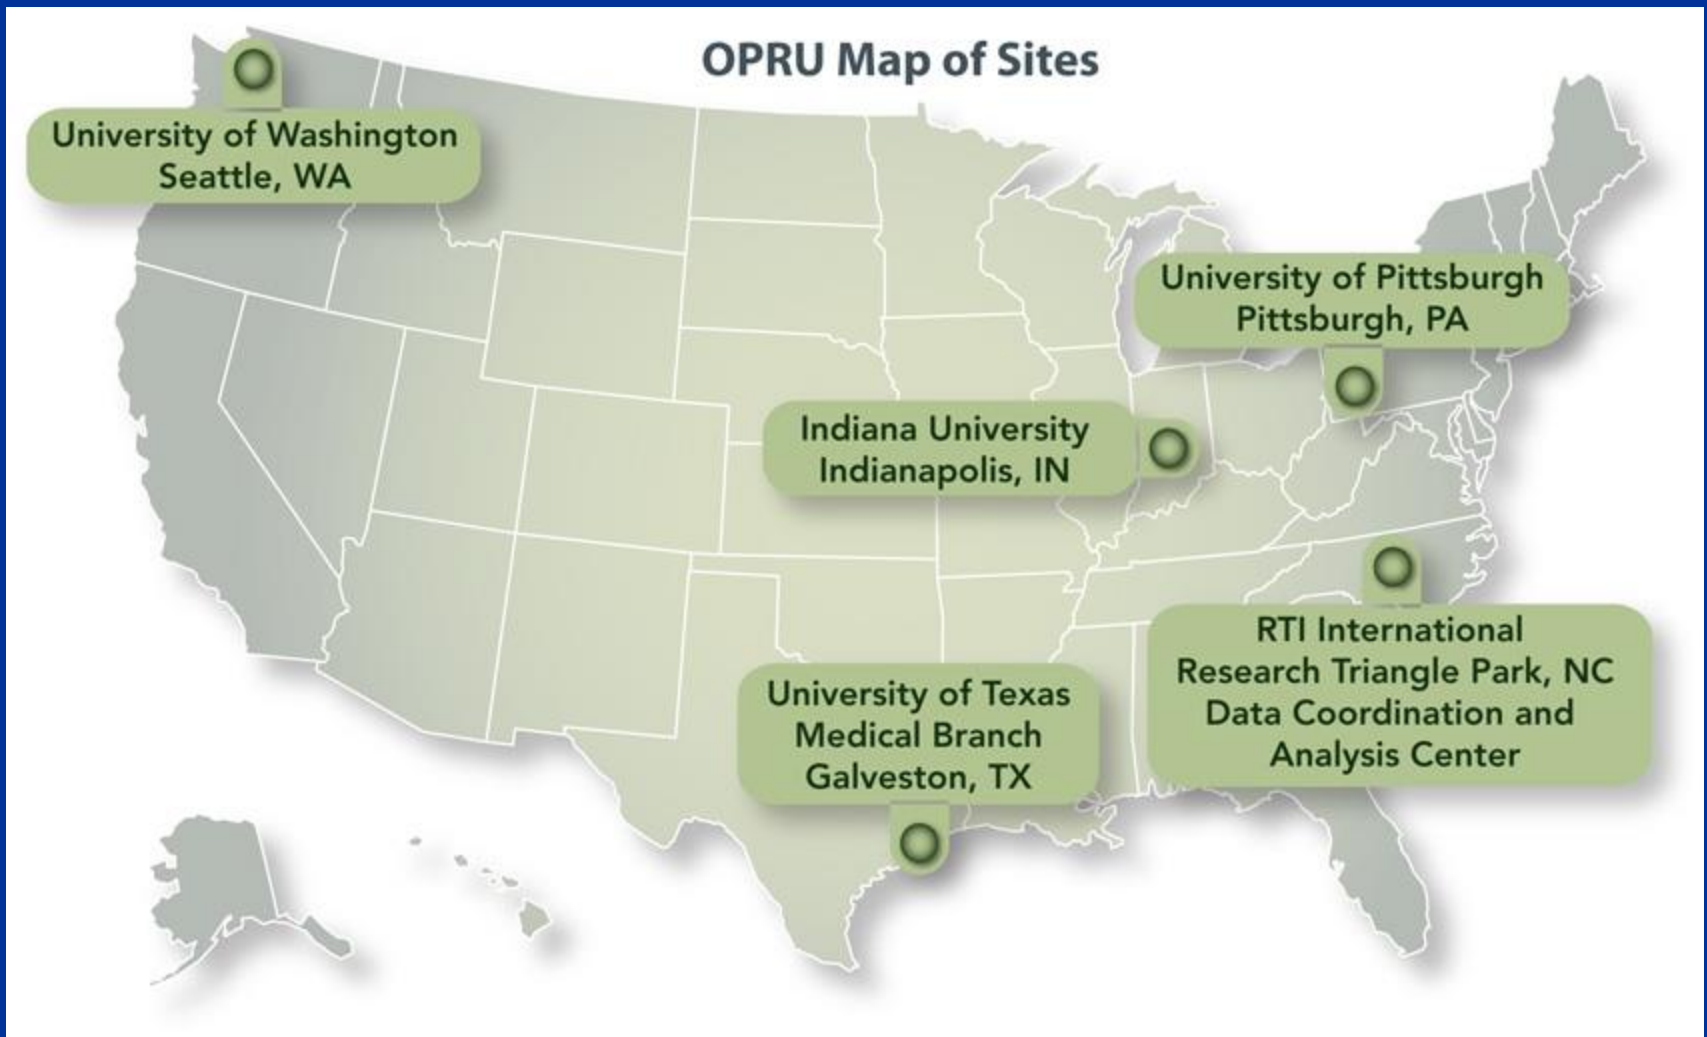 OPRU Map of Sites
University of Washington
Seattle, WA
University of Pittsburgh
Pittsburgh, PA
Indiana University
Indianapolis, IN
RTI International
Research Triangle Park, NC
Data Coordination and
Analysis Center
University of Texas
Medical Branch
Galveston, TX